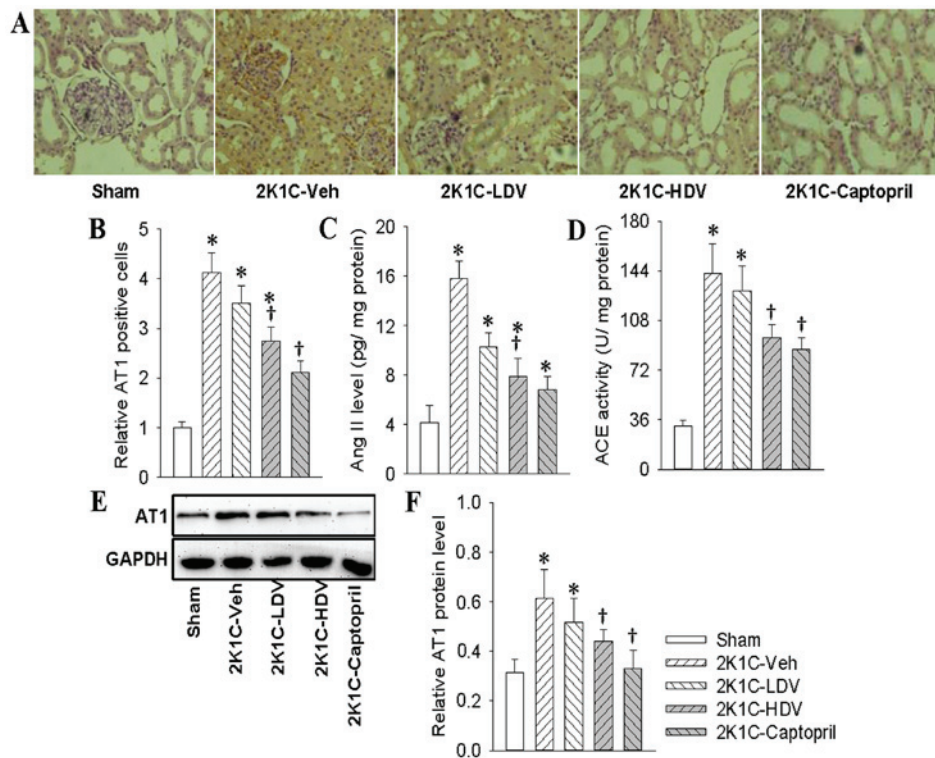 A
Sham 2K1C-Veh 2K1C-LDV 2K1C-HDV 2K1C-Captopril
B
Relative AT1 positive cells
5
4
3
2
1
0
*
*
*
†
†
C
Ang II level (pg/ mg protein)
20
16
12
8
4
0
*
*
*
†
*
D
ACE activity (U/ mg protein)
180
144
108
72
36
0
*
*
†
†
E
AT1
GAPDH
Sham
2K1C-Veh
2K1C-LDV
2K1C-HDV
2K1C-Captopril
F
Relative AT1 protein level
1.0
0.8
0.6
0.4
0.2
0.0
*
*
†
†
Sham
2K1C-Veh
2K1C-LDV
2K1C-HDV
2K1C-Captopril